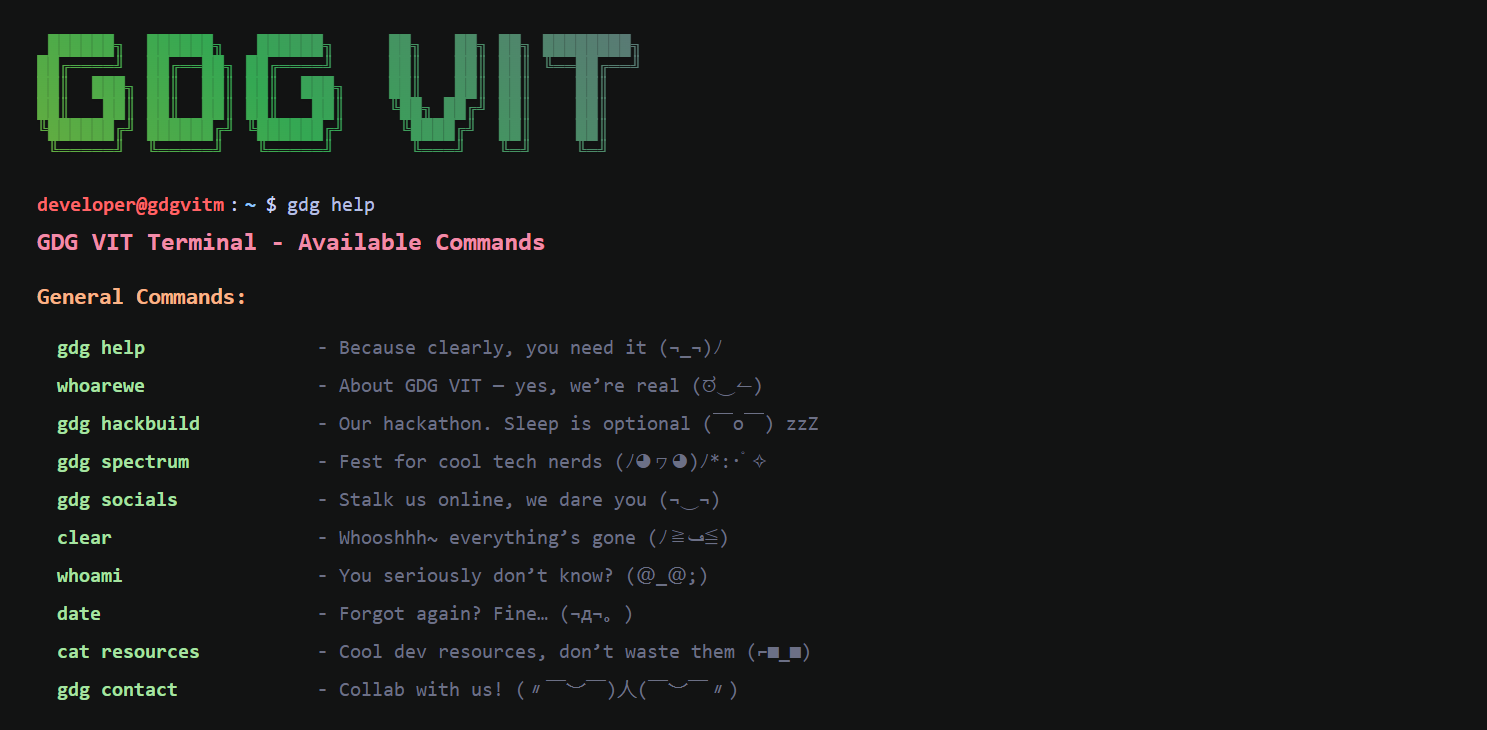 GDG VIT
developer@gdgvitm:~$ gdg help
GDG VIT Terminal - Available Commands
General Commands:
gdg help - Because clearly, you need it (¬_¬)ﾉ
whoarewe - About GDG VIT — yes, we’re real (ಠ‿↼)
gdg hackbuild - Our hackathon. Sleep is optional (￣o￣) zzZ
gdg spectrum - Fest for cool tech nerds (ﾉ◕ヮ◕)ﾉ*:･ﾟ✧
gdg socials - Stalk us online, we dare you (¬‿¬)
clear - Whooshhh~ everything’s gone (ﾉ≧ڡ≦)
whoami - You seriously don’t know? (＠_＠;)
date - Forgot again? Fine… (¬д¬。)
cat resources - Cool dev resources, don’t waste them (⌐■_■)
gdg contact - Collab with us! (〃￣︶￣)人(￣︶￣〃)